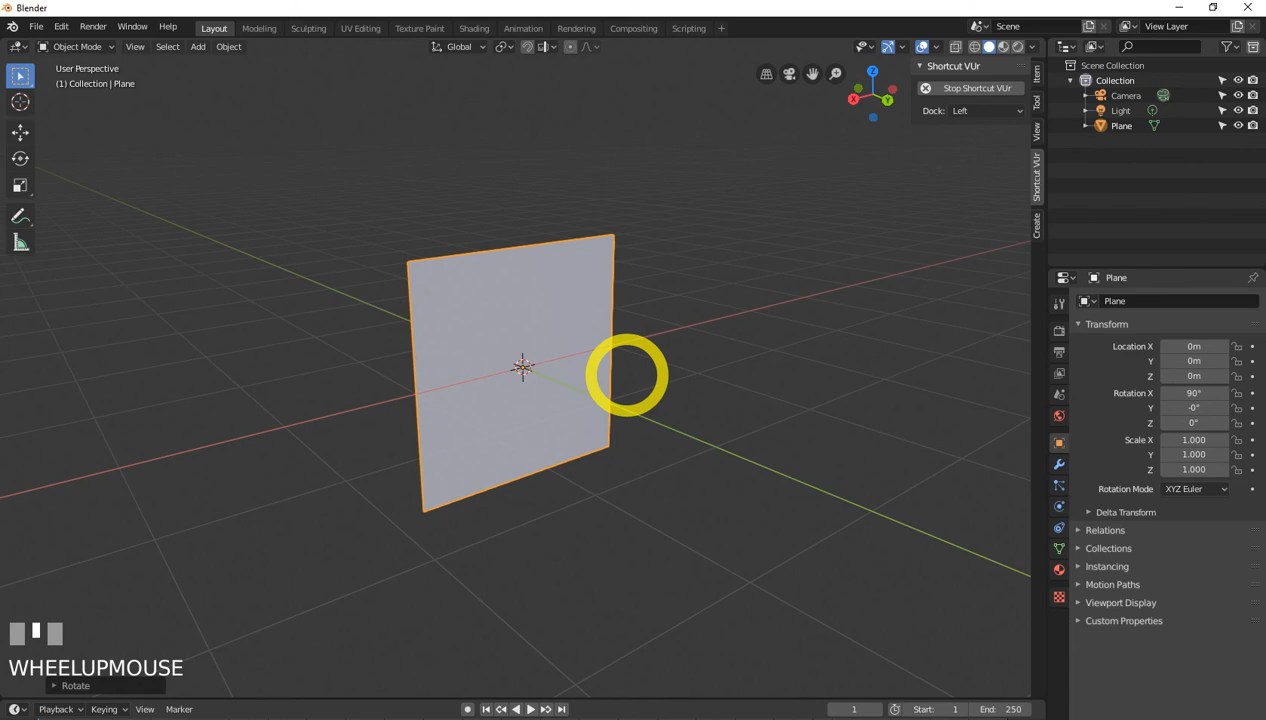 Blender
File Edit Render Window Help Layout Modeling Sculpting UV Editing Texture Paint Shading Animation Rendering Compositing Scripting + Scene View Layer
Object Mode View Select Add Object Global
User Perspective
(1) Collection | Plane
Z
X
Y
Shortcut VUr
Stop Shortcut VUr
Dock: Left
Item
Tool
View
Shortcut VUr
Create
Scene Collection
Collection
Camera
Light
Plane
Plane
Plane
Transform
Location X 0m
Y 0m
Z 0m
Rotation X 90°
Y -0°
Z 0°
Scale X 1.000
Y 1.000
Z 1.000
Rotation Mode XYZ Euler
Delta Transform
Relations
Collections
Instancing
Motion Paths
Viewport Display
Custom Properties
WHEELUPMOUSE
Rotate
Playback Keying View Marker 1 Start: 1 End: 250